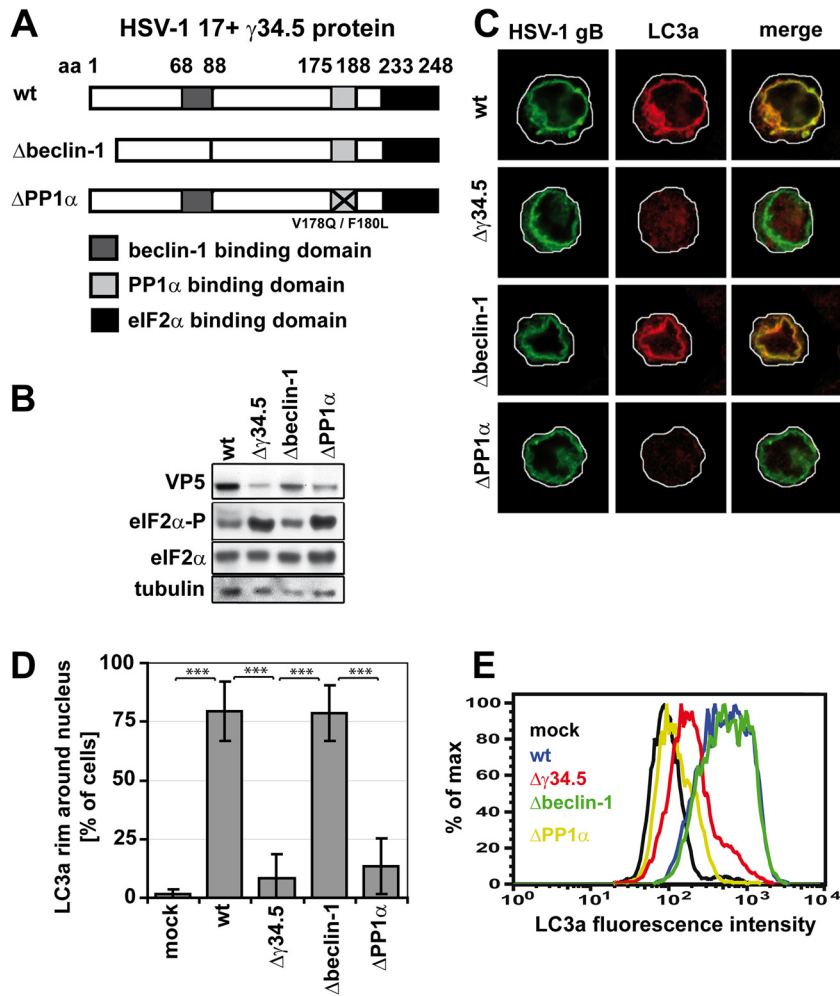 A
HSV-1 17+ γ34.5 protein
aa 1 68 88 175 188 233 248
wt
Δbeclin-1
ΔPP1α
V178Q / F180L
beclin-1 binding domain
PP1α binding domain
eIF2α binding domain
B
wt Δγ34.5 Δbeclin-1 ΔPP1α
VP5
eIF2α-P
eIF2α
tubulin
C
HSV-1 gB LC3a merge
wt
Δγ34.5
Δbeclin-1
ΔPP1α
D
LC3a rim around nucleus
[% of cells]
100
75
50
25
0
*** *** *** ***
mock wt Δγ34.5 Δbeclin-1 ΔPP1α
E
% of max
100
80
60
40
20
0
mock
wt
Δγ34.5
Δbeclin-1
ΔPP1α
10⁰ 10¹ 10² 10³ 10⁴
LC3a fluorescence intensity